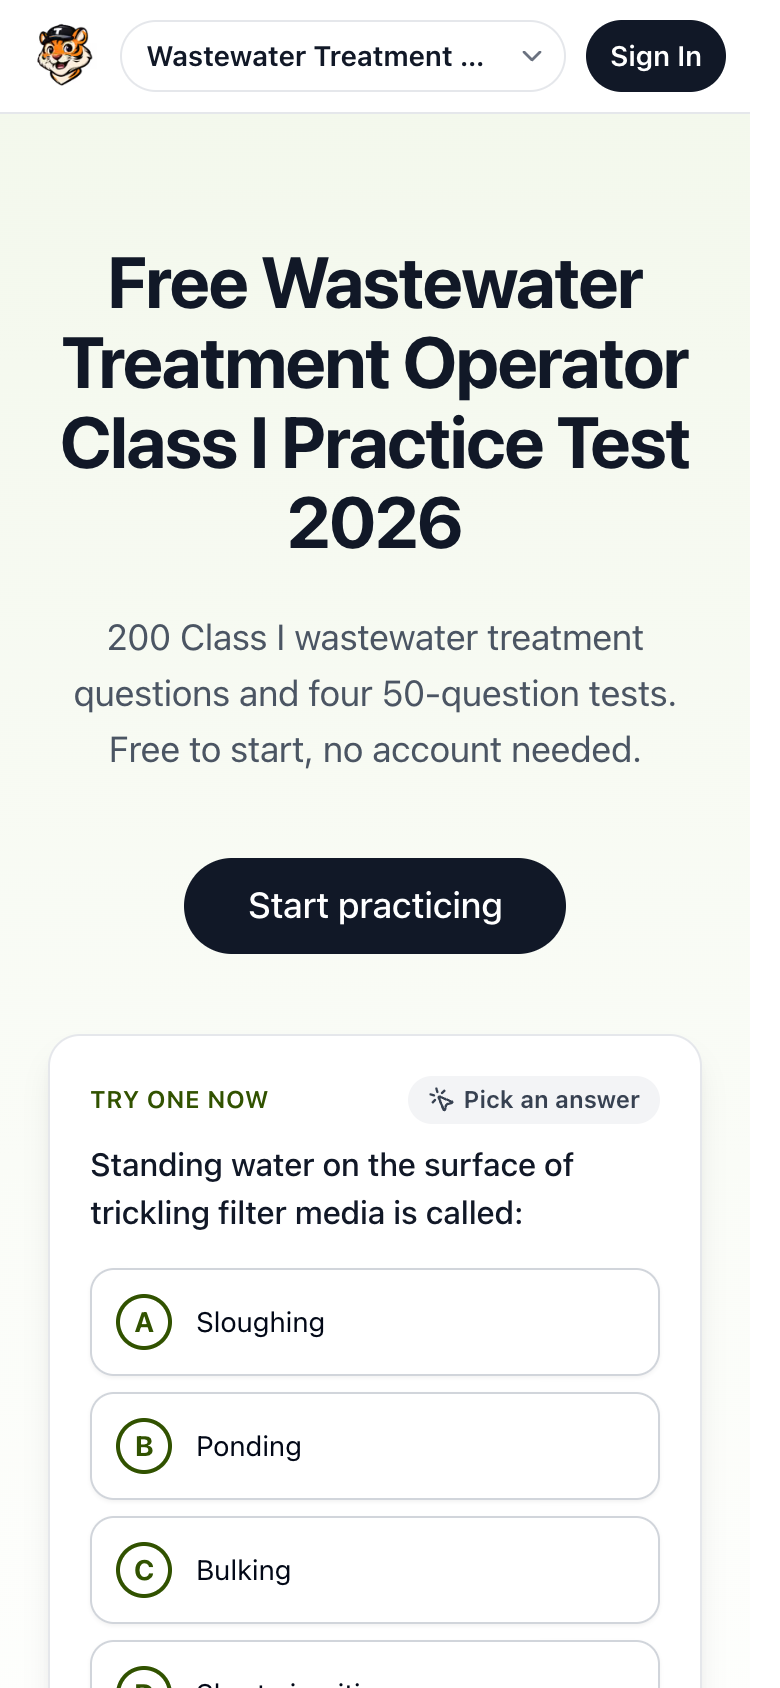 Wastewater Treatment ...
Sign In
Free Wastewater
Treatment Operator
Class I Practice Test
2026
200 Class I wastewater treatment
questions and four 50-question tests.
Free to start, no account needed.
Start practicing
TRY ONE NOW
Pick an answer
Standing water on the surface of
trickling filter media is called:
A Sloughing
B Ponding
C Bulking